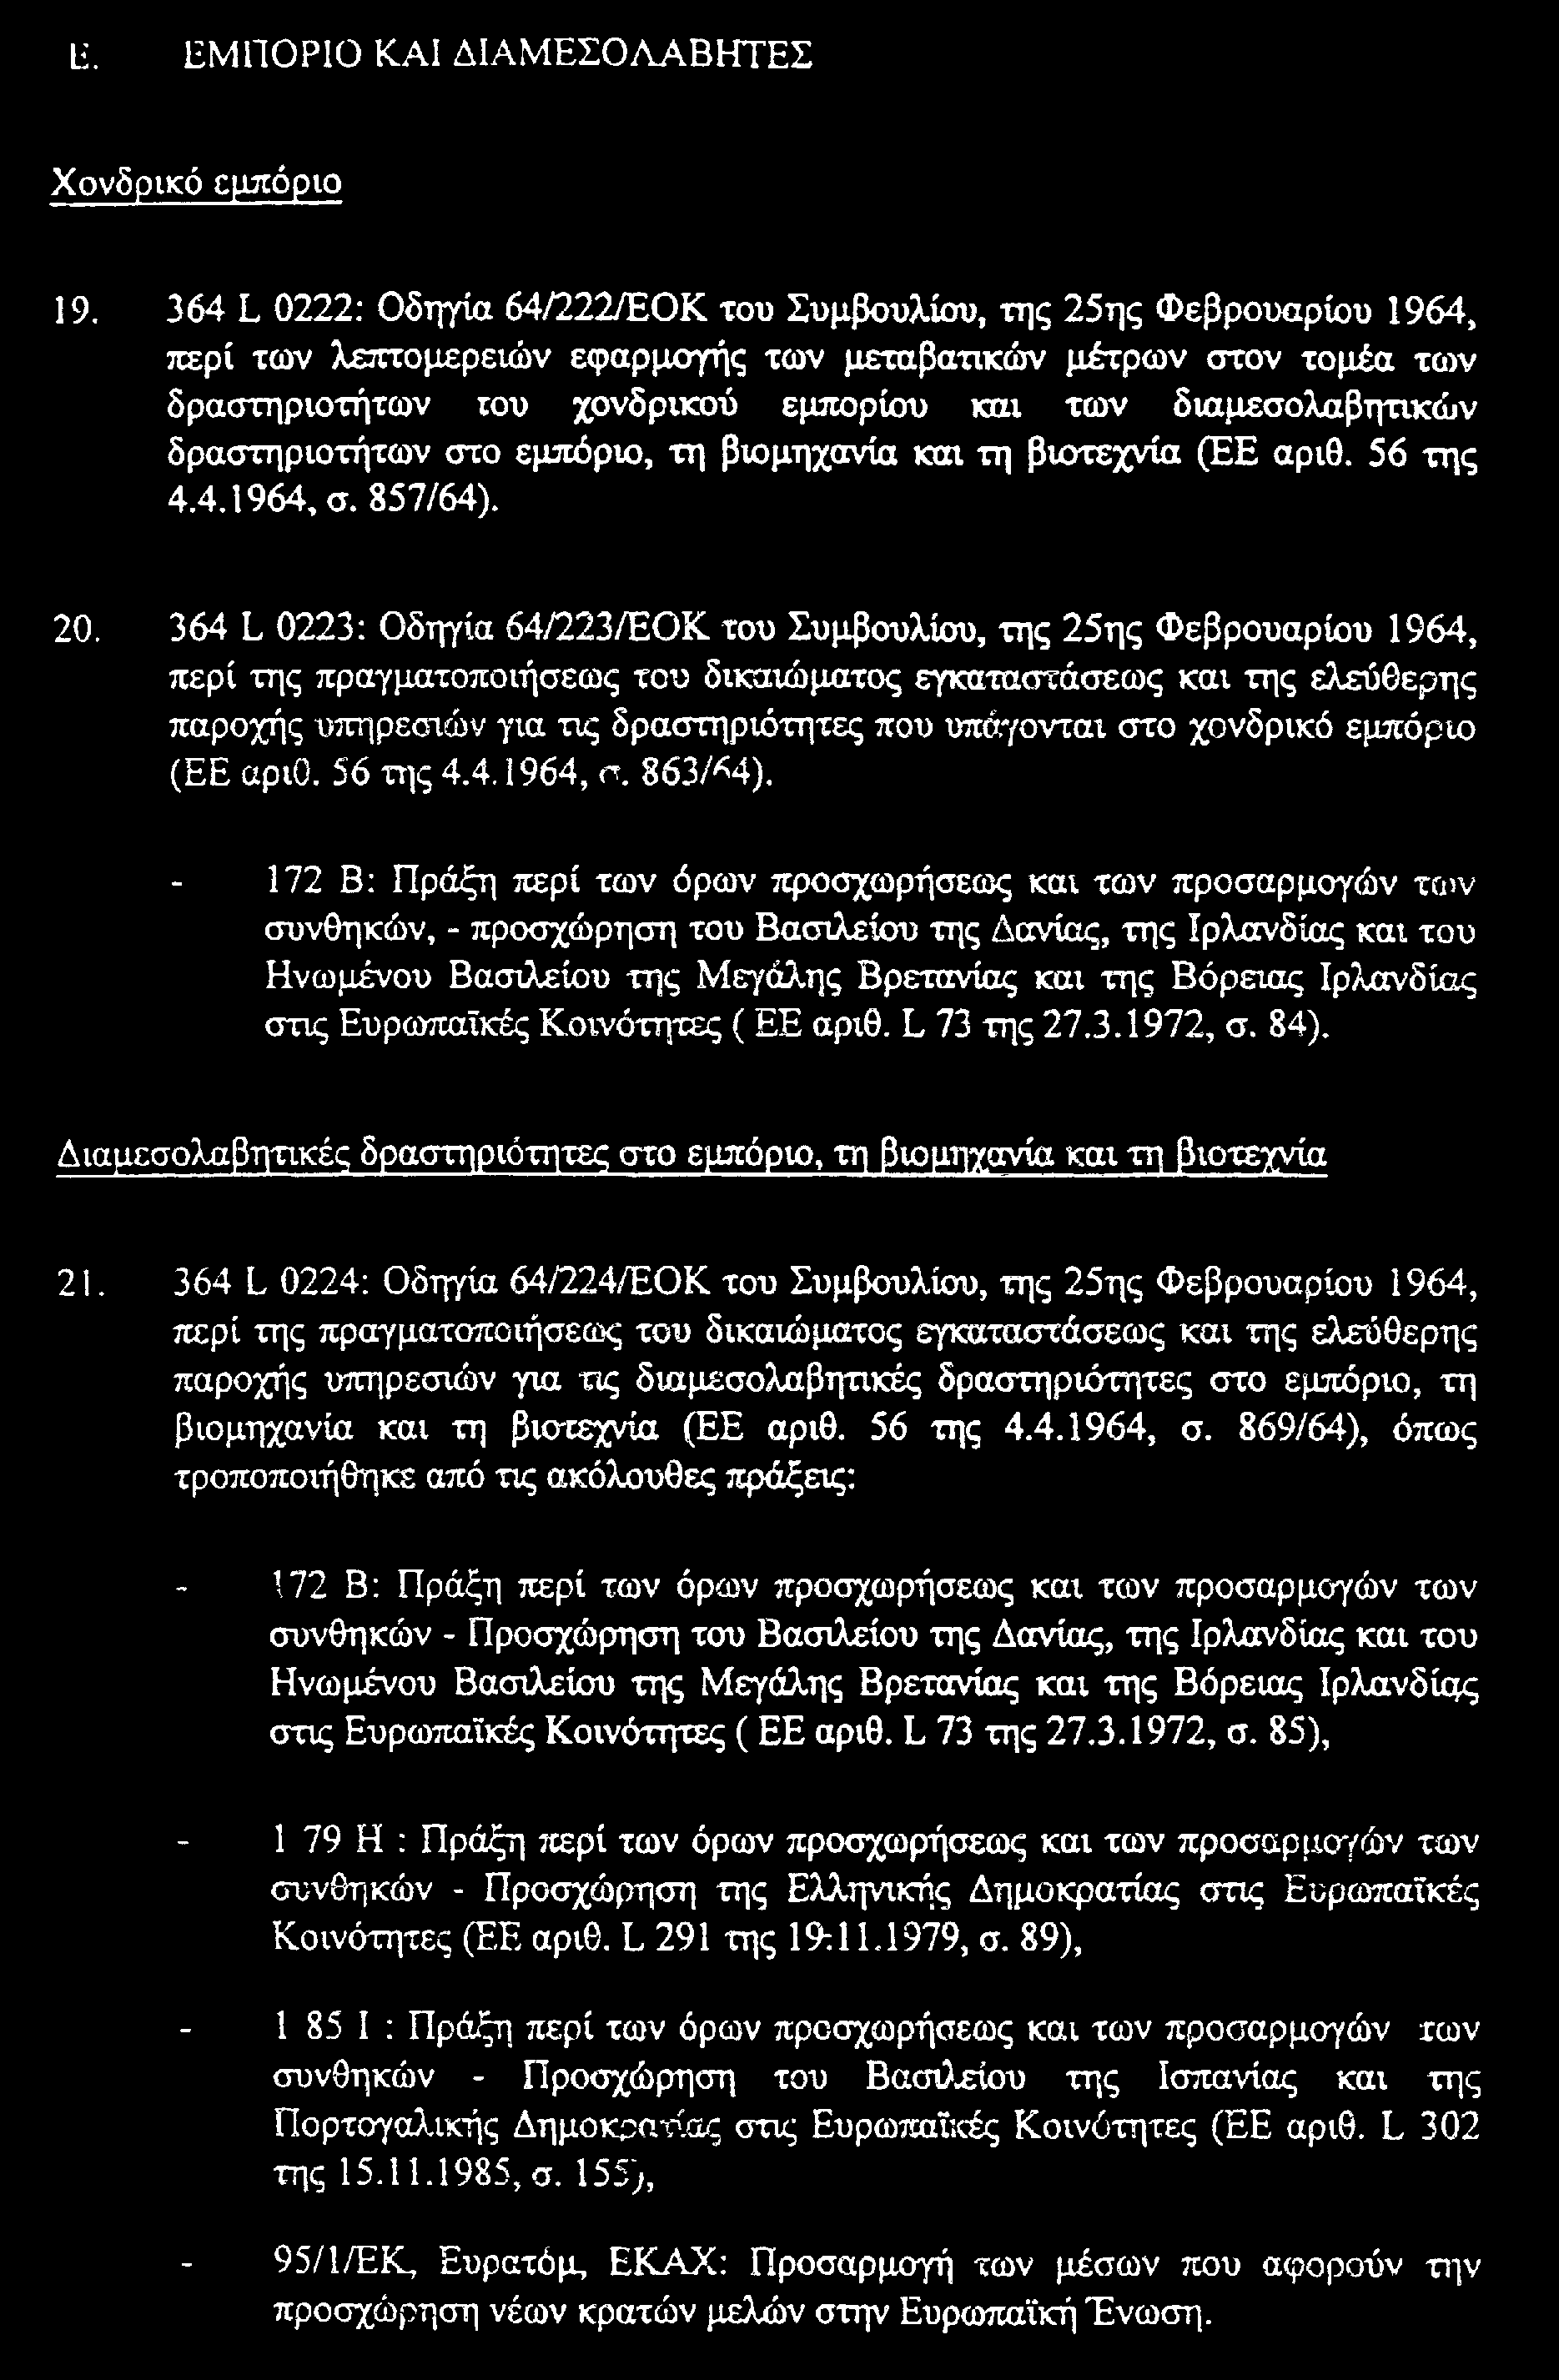 Ε. ΕΜΠΟΡΙΟ ΚΑΙ ΔΙΑΜΕΣΟΛΑΒΗΤΕΣ
Χονδρικό εμπόριο
19. 364 L 0222: Οδηγία 64/222/ΕΟΚ του Συμβουλίου, της 25ης Φεβρουαρίου 1964,
περί των λεπτομερειών εφαρμογής των μεταβατικών μέτρων στον τομέα των
δραστηριοτήτων του χονδρικού εμπορίου και των διαμεσολαβητικών
δραστηριοτήτων στο εμπόριο, τη βιομηχανία και τη βιοτεχνία (ΕΕ αριθ. 56 της
4.4.1964, σ. 857/64).
20. 364 L 0223: Οδηγία 64/223/ΕΟΚ του Συμβουλίου, της 25ης Φεβρουαρίου 1964,
περί της πραγματοποιήσεως του δικαιώματος εγκαταστάσεως και της ελεύθερης
παροχής υπηρεσιών για τις δραστηριότητες που υπάγονται στο χονδρικό εμπόριο
(ΕΕ αριθ. 56 της 4.4.1964, σ. 863/64).
- 172 Β: Πράξη περί των όρων προσχωρήσεως και των προσαρμογών των
συνθηκών, - προσχώρηση του Βασιλείου της Δανίας, της Ιρλανδίας και του
Ηνωμένου Βασιλείου της Μεγάλης Βρετανίας και της Βόρειας Ιρλανδίας
στις Ευρωπαϊκές Κοινότητες ( ΕΕ αριθ. L 73 της 27.3.1972, σ. 84).
Διαμεσολαβητικές δραστηριότητες στο εμπόριο, τη βιομηχανία και τη βιοτεχνία
21. 364 L 0224: Οδηγία 64/224/ΕΟΚ του Συμβουλίου, της 25ης Φεβρουαρίου 1964,
περί της πραγματοποιήσεως του δικαιώματος εγκαταστάσεως και της ελεύθερης
παροχής υπηρεσιών για τις διαμεσολαβητικές δραστηριότητες στο εμπόριο, τη
βιομηχανία και τη βιοτεχνία (ΕΕ αριθ. 56 της 4.4.1964, σ. 869/64), όπως
τροποποιήθηκε από τις ακόλουθες πράξεις:
- 172 Β: Πράξη περί των όρων προσχωρήσεως και των προσαρμογών των
συνθηκών - Προσχώρηση του Βασιλείου της Δανίας, της Ιρλανδίας και του
Ηνωμένου Βασιλείου της Μεγάλης Βρετανίας και της Βόρειας Ιρλανδίας
στις Ευρωπαϊκές Κοινότητες ( ΕΕ αριθ. L 73 της 27.3.1972, σ. 85),
- 1 79 Η : Πράξη περί των όρων προσχωρήσεως και των προσαρμογών των
συνθηκών - Προσχώρηση της Ελληνικής Δημοκρατίας στις Ευρωπαϊκές
Κοινότητες (ΕΕ αριθ. L 291 της 19.11.1979, σ. 89),
- 1 85 Ι : Πράξη περί των όρων προσχωρήσεως και των προσαρμογών των
συνθηκών - Προσχώρηση του Βασιλείου της Ισπανίας και της
Πορτογαλικής Δημοκρατίας στις Ευρωπαϊκές Κοινότητες (ΕΕ αριθ. L 302
της 15.11.1985, σ. 155),
- 95/1/ΕΚ, Ευρατόμ, ΕΚΑΧ: Προσαρμογή των μέσων που αφορούν την
προσχώρηση νέων κρατών μελών στην Ευρωπαϊκή Ένωση.